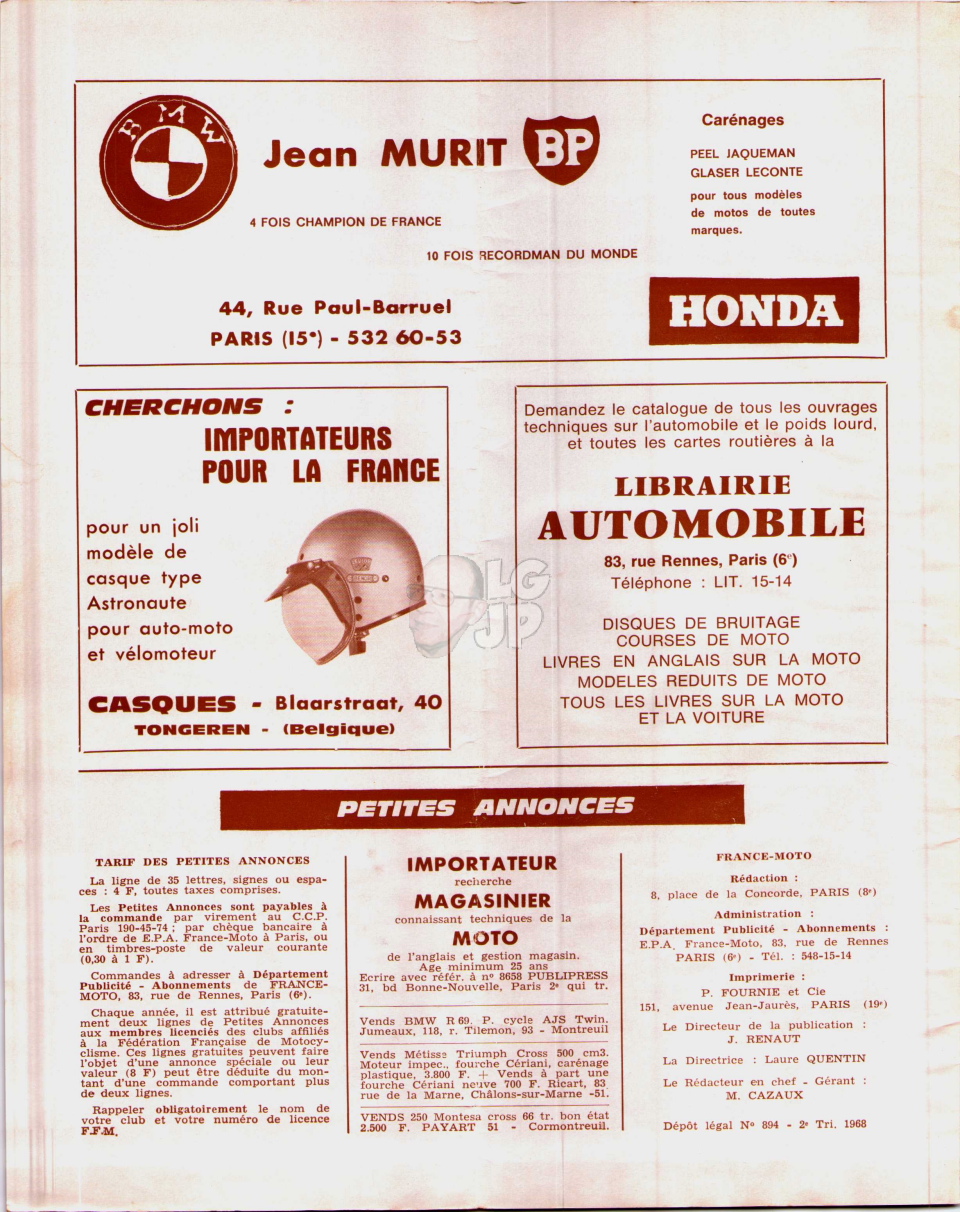 BMW
Jean MURIT BP
4 FOIS CHAMPION DE FRANCE
10 FOIS RECORDMAN DU MONDE
44, Rue Paul-Barruel
PARIS (15e) - 532 60-53
Carénages
PEEL JAQUEMAN
GLASER LECONTE
pour tous modèles
de motos de toutes
marques.
HONDA
CHERCHONS :
IMPORTATEURS
POUR LA FRANCE
pour un joli
modèle de
casque type
Astronaute
pour auto-moto
et vélomoteur
CASQUES - Blaarstraat, 40
TONGEREN - (Belgique)
LG
JP
Demandez le catalogue de tous les ouvrages
techniques sur l'automobile et le poids lourd,
et toutes les cartes routières à la
LIBRAIRIE
AUTOMOBILE
83, rue Rennes, Paris (6e)
Téléphone : LIT. 15-14
DISQUES DE BRUITAGE
COURSES DE MOTO
LIVRES EN ANGLAIS SUR LA MOTO
MODELES REDUITS DE MOTO
TOUS LES LIVRES SUR LA MOTO
ET LA VOITURE
PETITES ANNONCES
TARIF DES PETITES ANNONCES
La ligne de 35 lettres, signes ou espa-
ces : 4 F, toutes taxes comprises.
Les Petites Annonces sont payables à
la commande par virement au C.C.P.
Paris 190-45-74 ; par chèque bancaire à
l'ordre de E.P.A. France-Moto à Paris, ou
en timbres-poste de valeur courante
(0,30 à 1 F).
Commandes à adresser à Département
Publicité - Abonnements de FRANCE-
MOTO, 83, rue de Rennes, Paris (6e).
Chaque année, il est attribué gratuite-
ment deux lignes de Petites Annonces
aux membres licenciés des clubs affiliés
à la Fédération Française de Motocy-
clisme. Ces lignes gratuites peuvent faire
l'objet d'une annonce spéciale ou leur
valeur (8 F) peut être déduite du mon-
tant d'une commande comportant plus
de deux lignes.
Rappeler obligatoirement le nom de
votre club et votre numéro de licence
F.F.M.
IMPORTATEUR
recherche
MAGASINIER
connaissant techniques de la
MOTO
de l'anglais et gestion magasin.
Age minimum 25 ans
Ecrire avec référ. à no 8658 PUBLIPRESS
31, bd Bonne-Nouvelle, Paris 2e qui tr.
Vends BMW R 69. P. cycle AJS Twin.
Jumeaux, 118, r. Tilemon, 93 - Montreuil
Vends Métisse Triumph Cross 500 cm3.
Moteur impec., fourche Cériani, carénage
plastique, 3.800 F. + Vends à part une
fourche Cériani neuve 700 F. Ricart, 83
rue de la Marne, Châlons-sur-Marne -51.
VENDS 250 Montesa cross 66 tr. bon état
2.500 F. PAYART 51 - Cormontreuil.
FRANCE-MOTO
Rédaction :
8, place de la Concorde, PARIS (8e)
Administration :
Département Publicité - Abonnements :
E.P.A. France-Moto, 83, rue de Rennes
PARIS (6e) - Tél. : 548-15-14
Imprimerie :
P. FOURNIE et Cie
151, avenue Jean-Jaurès, PARIS (19e)
Le Directeur de la publication :
J. RENAUT
La Directrice : Laure QUENTIN
Le Rédacteur en chef - Gérant :
M. CAZAUX
Dépôt légal No 894 - 2e Tri. 1968